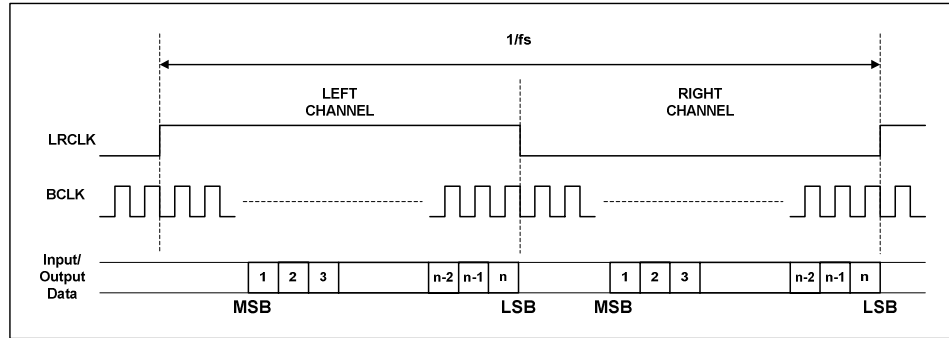 1/fs
LEFT
CHANNEL
RIGHT
CHANNEL
LRCLK
BCLK
Input/
Output
Data
1 2 3 n-2 n-1 n 1 2 3 n-2 n-1 n
MSB LSB MSB LSB